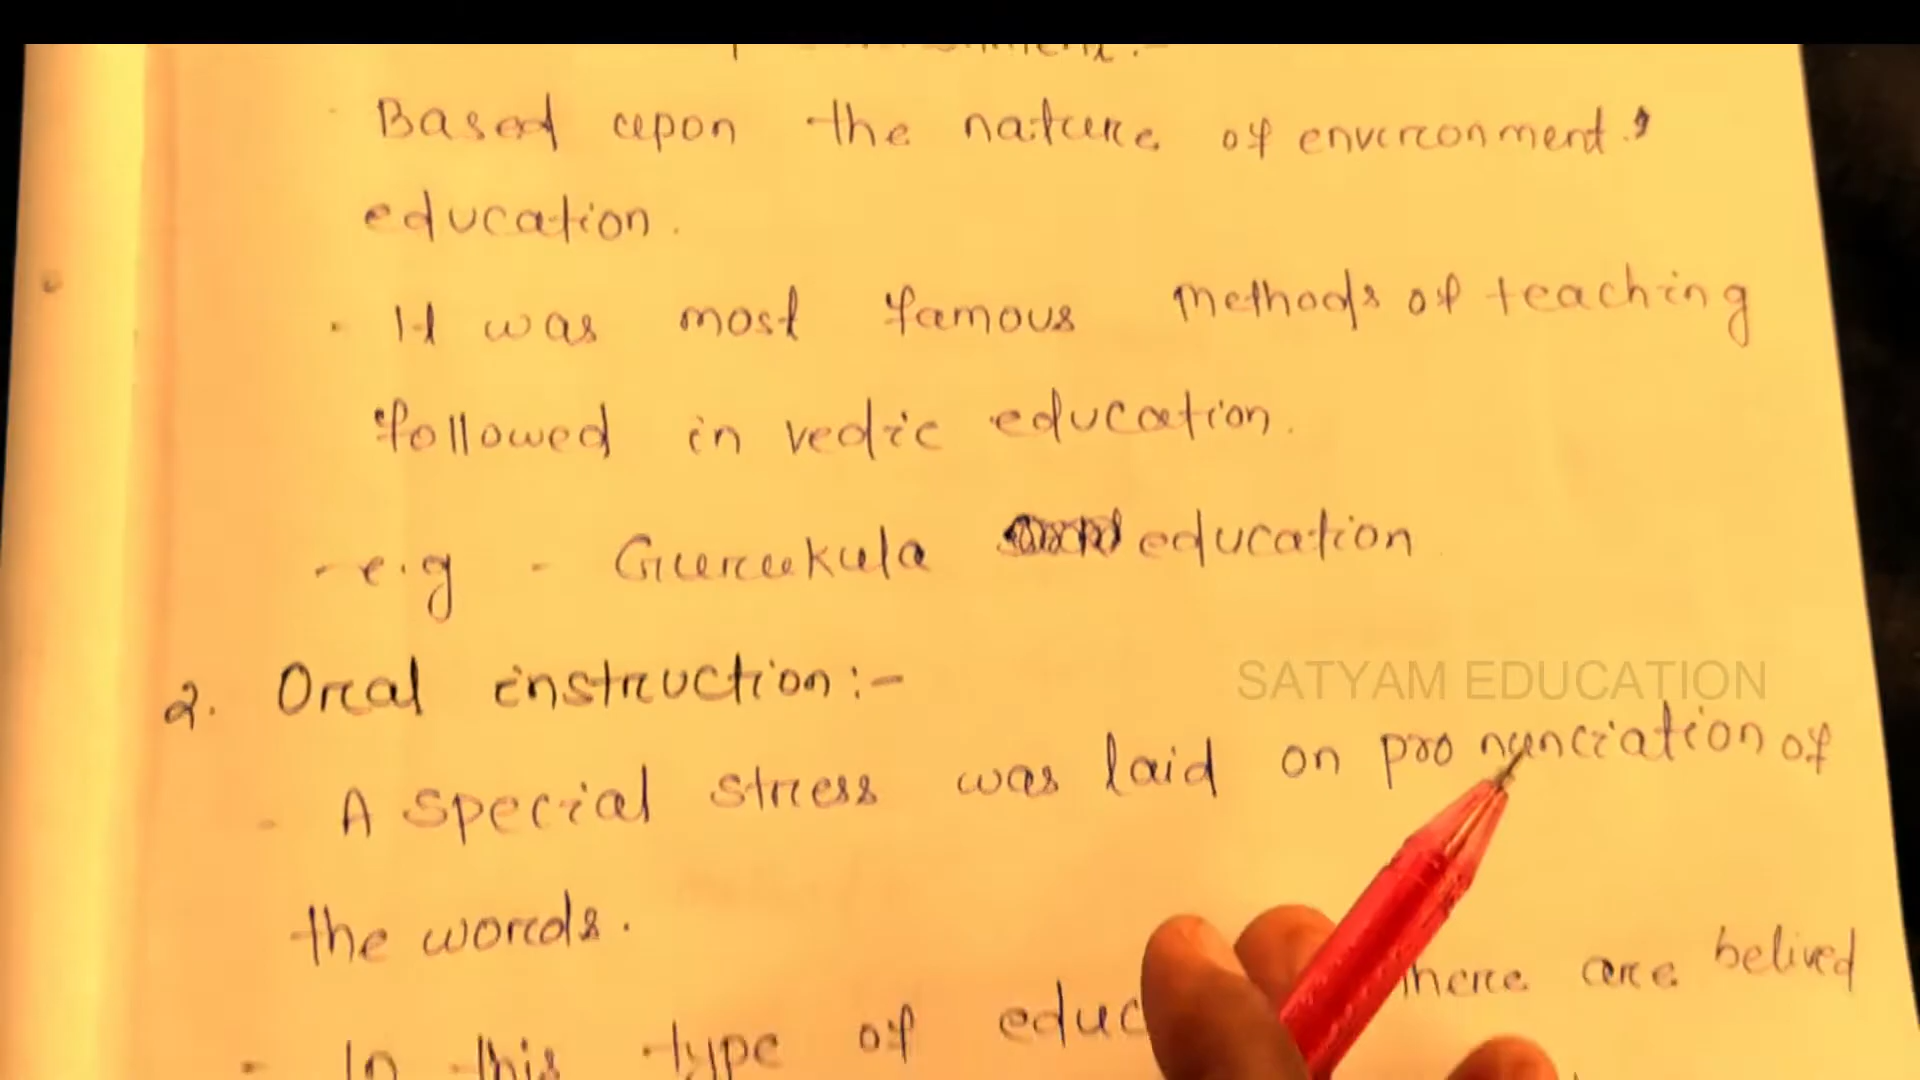 - Based upon the nature of environment.
education.
- It was most famous methods of teaching
followed in vedic education.
- e.g - Gurukula education
2. Oral instruction:-
SATYAM EDUCATION
- A special stress was laid on pronunciation of
the words.
- In this type of there are belived